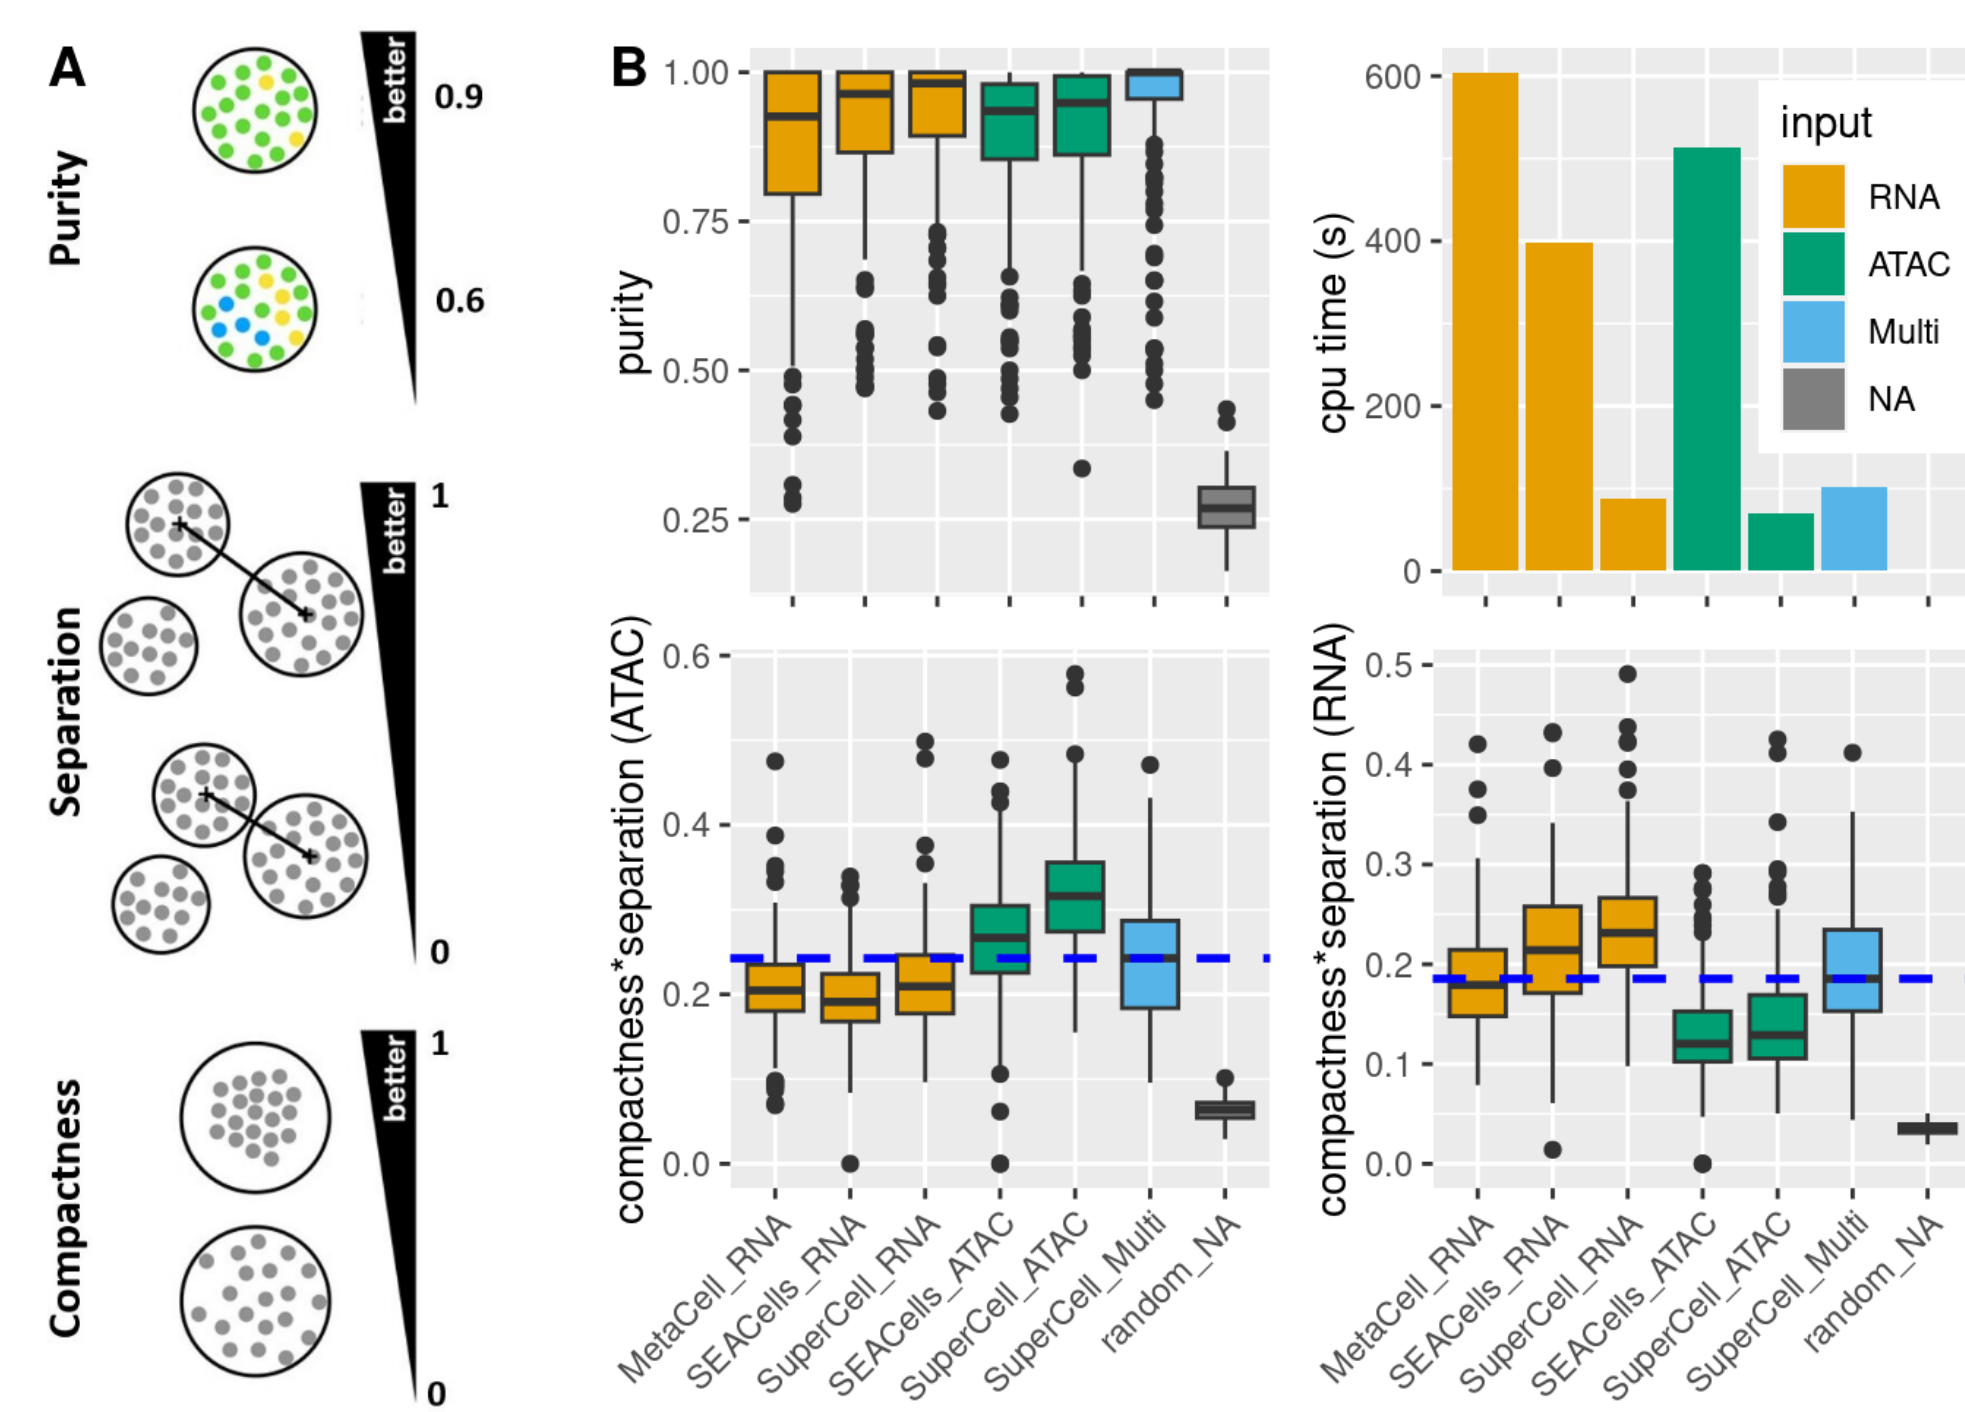 A
Purity
better
0.9
0.6
Separation
better
1
0
Compactness
better
1
0
B
purity
1.00
0.75
0.50
0.25
cpu time (s)
600
400
200
0
input
RNA
ATAC
Multi
NA
compactness*separation (ATAC)
0.6
0.4
0.2
0.0
MetaCell_RNA
SEACells_RNA
SuperCell_RNA
SEACells_ATAC
SuperCell_ATAC
SuperCell_Multi
random_NA
compactness*separation (RNA)
0.5
0.4
0.3
0.2
0.1
0.0
MetaCell_RNA
SEACells_RNA
SuperCell_RNA
SEACells_ATAC
SuperCell_ATAC
SuperCell_Multi
random_NA